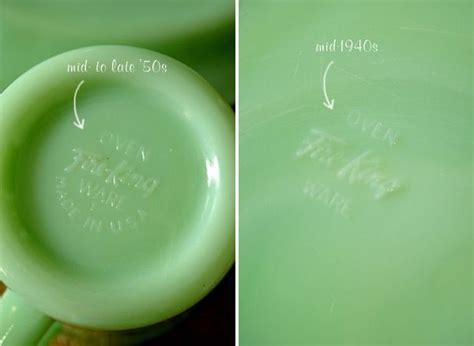 mid- to late '50s
OVEN
Fire-King
WARE
MADE IN U.S.A.
mid-1940s
OVEN
Fire-King
WARE